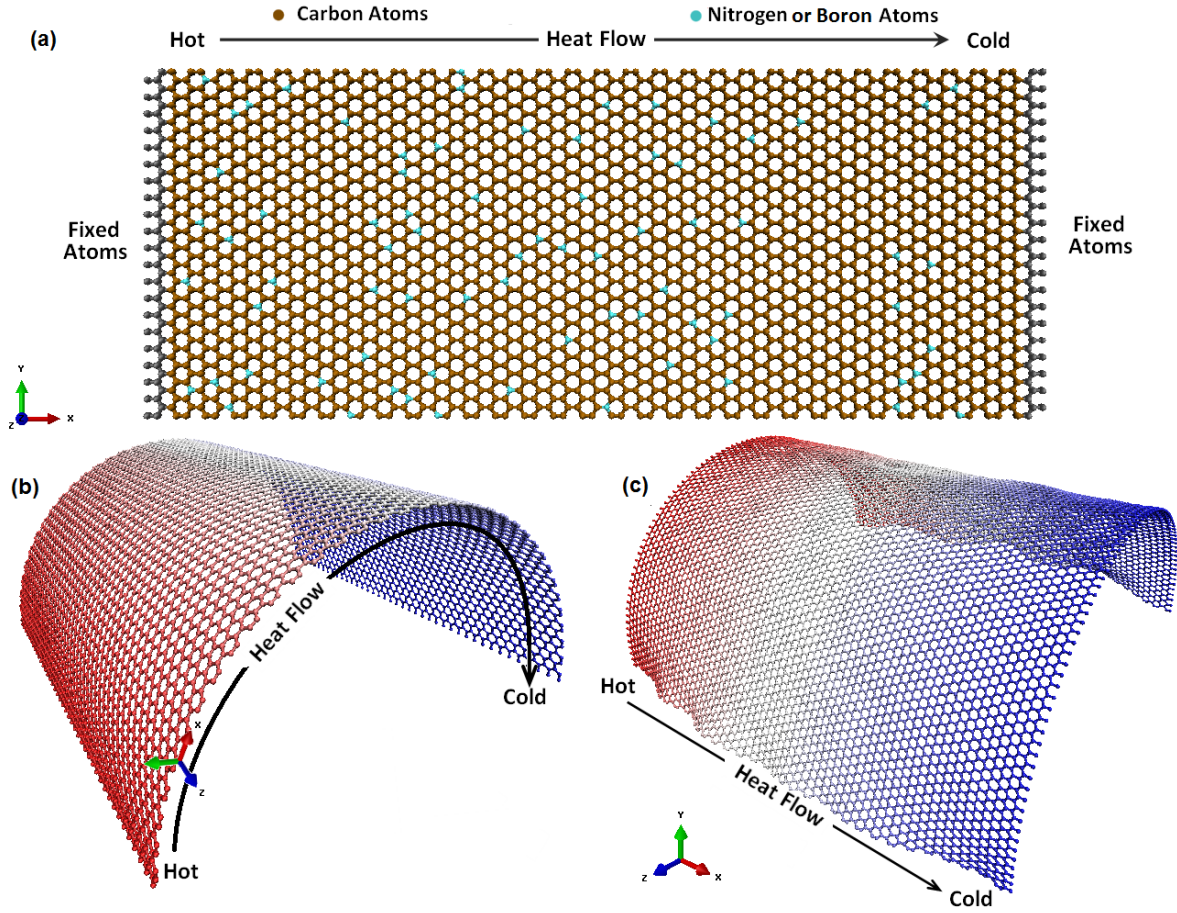 Carbon Atoms
Nitrogen or Boron Atoms
(a)
Hot
Heat Flow
Cold
Fixed
Atoms
Fixed
Atoms
Y
Z
X
(b)
Heat Flow
Cold
X
Z
Hot
(c)
Hot
Heat Flow
Cold
Y
Z
X